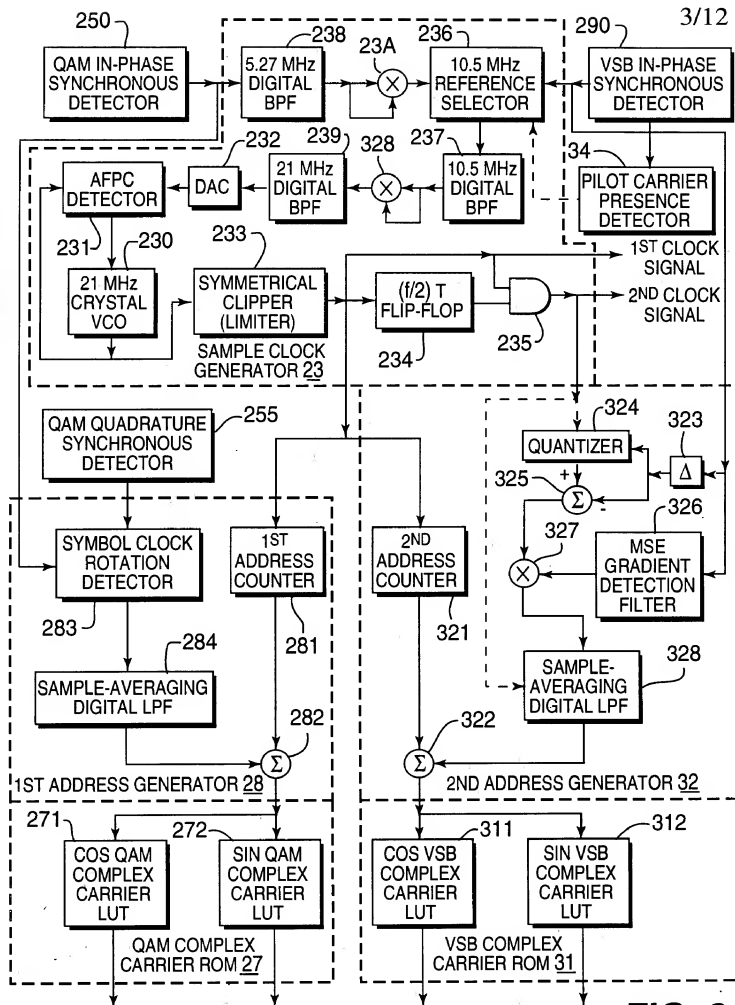 3/12
250
238
23A
236
290
QAM IN-PHASE
SYNCHRONOUS
DETECTOR
5.27 MHz
DIGITAL
BPF
×
10.5 MHz
REFERENCE
SELECTOR
VSB IN-PHASE
SYNCHRONOUS
DETECTOR
232
239
328
237
34
AFPC
DETECTOR
DAC
21 MHz
DIGITAL
BPF
×
10.5 MHz
DIGITAL
BPF
PILOT CARRIER
PRESENCE
DETECTOR
231
230
233
1ST CLOCK
SIGNAL
21 MHz
CRYSTAL
VCO
SYMMETRICAL
CLIPPER
(LIMITER)
(f/2) T
FLIP-FLOP
2ND CLOCK
SIGNAL
234
235
SAMPLE CLOCK
GENERATOR 23
255
324
QAM QUADRATURE
SYNCHRONOUS
DETECTOR
QUANTIZER
323
Δ
325
+
Σ
-
326
SYMBOL CLOCK
ROTATION
DETECTOR
1ST
ADDRESS
COUNTER
2ND
ADDRESS
COUNTER
327
×
MSE
GRADIENT
DETECTION
FILTER
283
281
321
284
SAMPLE-AVERAGING
DIGITAL LPF
SAMPLE-
AVERAGING
DIGITAL LPF
328
282
Σ
322
Σ
1ST ADDRESS GENERATOR 28
2ND ADDRESS GENERATOR 32
271
272
311
312
COS QAM
COMPLEX
CARRIER
LUT
SIN QAM
COMPLEX
CARRIER
LUT
COS VSB
COMPLEX
CARRIER
LUT
SIN VSB
COMPLEX
CARRIER
LUT
QAM COMPLEX
CARRIER ROM 27
VSB COMPLEX
CARRIER ROM 31